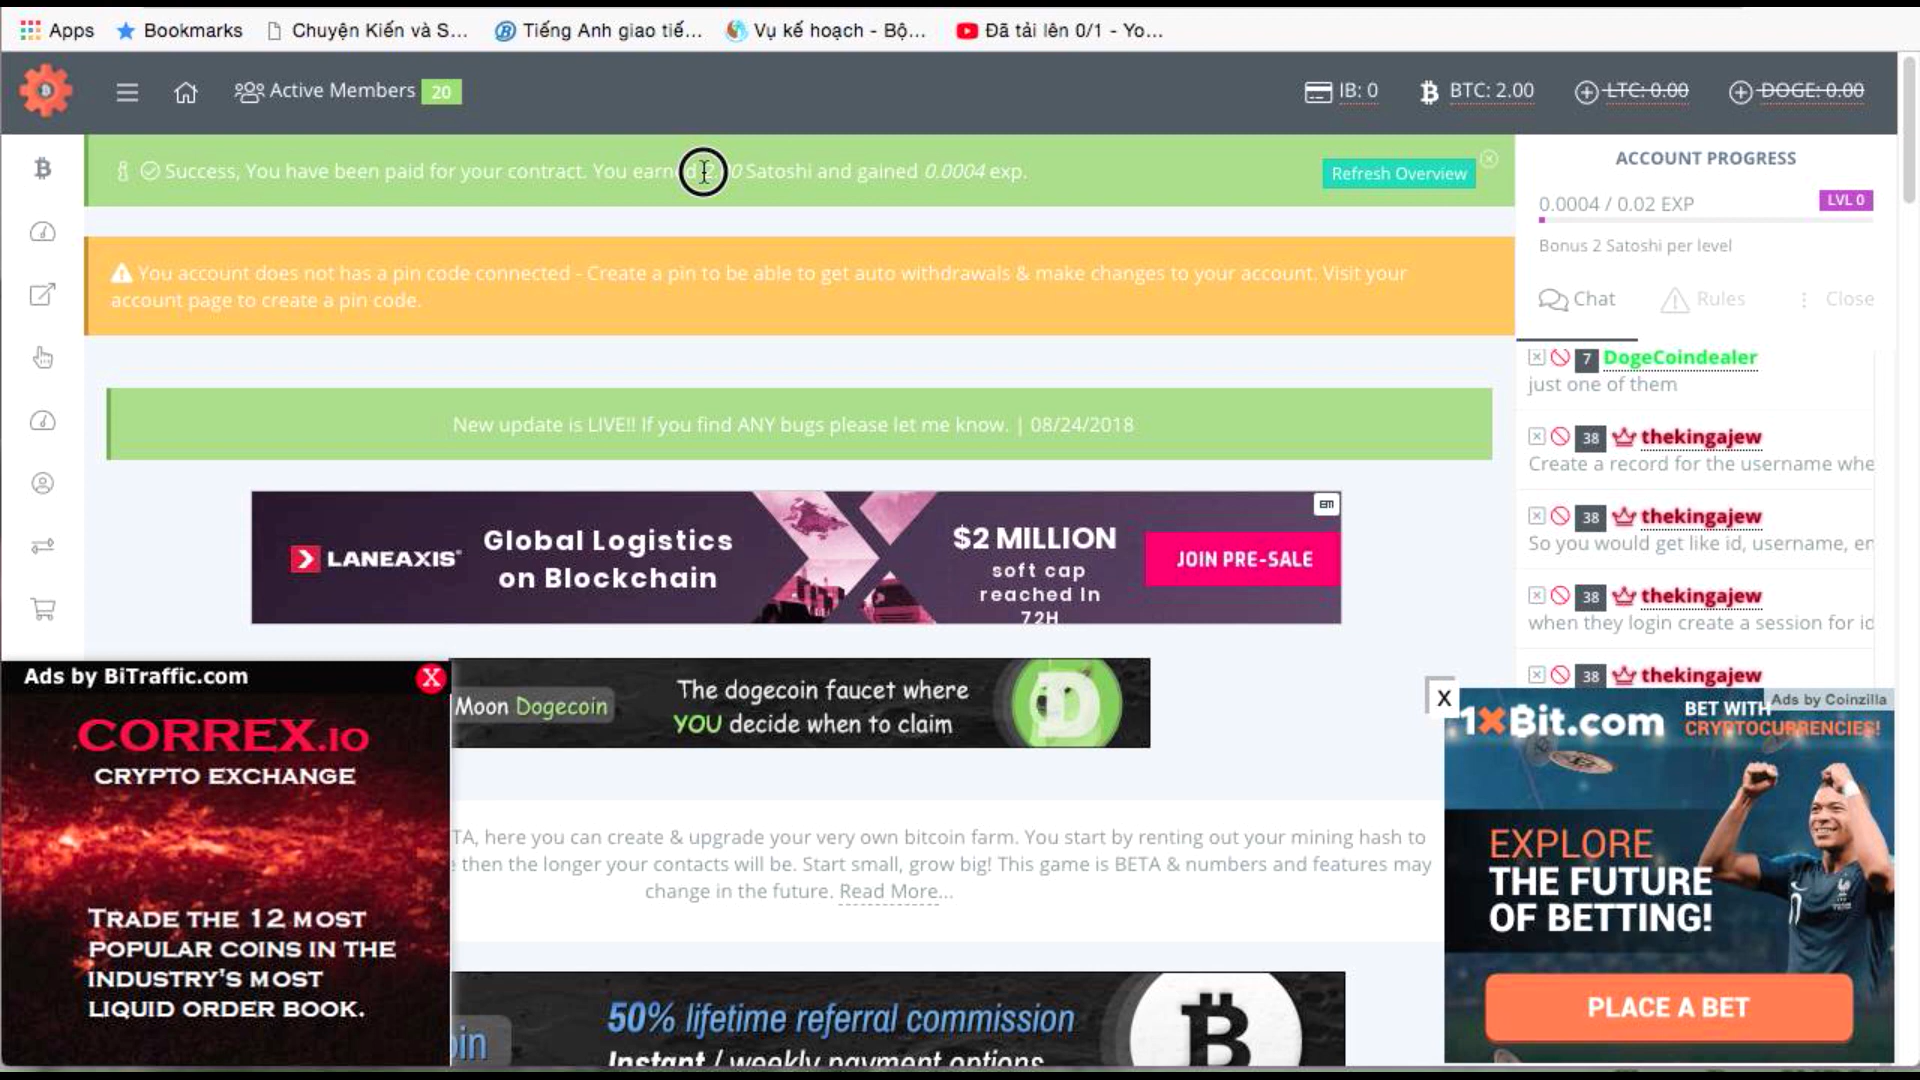 Apps
Bookmarks
Chuyện Kiến và S...
Tiếng Anh giao tiế...
Vụ kế hoạch - Bộ...
Đã tải lên 0/1 - Yo...
Active Members 20
IB: 0
BTC: 2.00
LTC: 0.00
DOGE: 0.00
Success, You have been paid for your contract. You earned Satoshi and gained 0.0004 exp.
Refresh Overview
You account does not has a pin code connected - Create a pin to be able to get auto withdrawals & make changes to your account. Visit your
account page to create a pin code.
New update is LIVE!! If you find ANY bugs please let me know. | 08/24/2018
LANEAXIS
Global Logistics
on Blockchain
$2 MILLION
soft cap
reached In
72H
JOIN PRE-SALE
Moon Dogecoin
The dogecoin faucet where
YOU decide when to claim
TA, here you can create & upgrade your very own bitcoin farm. You start by renting out your mining hash to
then the longer your contacts will be. Start small, grow big! This game is BETA & numbers and features may
change in the future. Read More...
50% lifetime referral commission
Instant / weekly payment options
oin
Ads by BiTraffic.com
X
CORREX.IO
CRYPTO EXCHANGE
TRADE THE 12 MOST
POPULAR COINS IN THE
INDUSTRY'S MOST
LIQUID ORDER BOOK.
ACCOUNT PROGRESS
0.0004 / 0.02 EXP
LVL 0
Bonus 2 Satoshi per level
Chat
Rules
Close
7 DogeCoindealer
just one of them
38 thekingajew
Create a record for the username whe
38 thekingajew
So you would get like id, username, em
38 thekingajew
when they login create a session for id
38 thekingajew
X
Ads by Coinzilla
1XBit.com
BET WITH
CRYPTOCURRENCIES!
EXPLORE
THE FUTURE
OF BETTING!
PLACE A BET